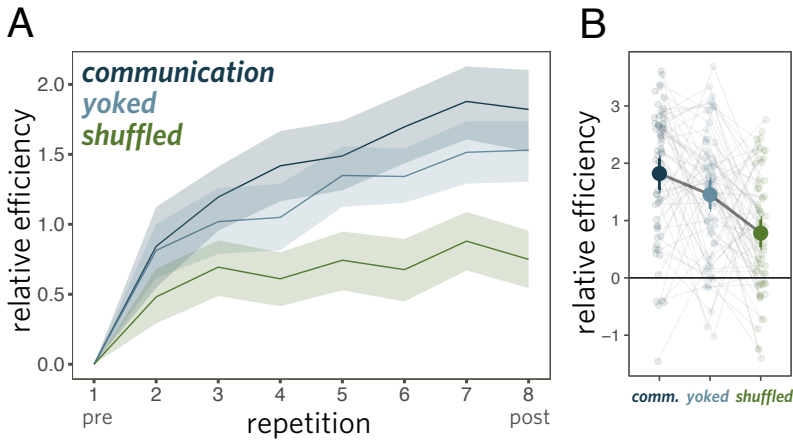 A
communication
yoked
shuffled
relative efficiency
2.0
1.5
1.0
0.5
0.0
1 2 3 4 5 6 7 8
pre
post
repetition
B
relative efficiency
3
2
1
0
−1
comm. yoked shuffled